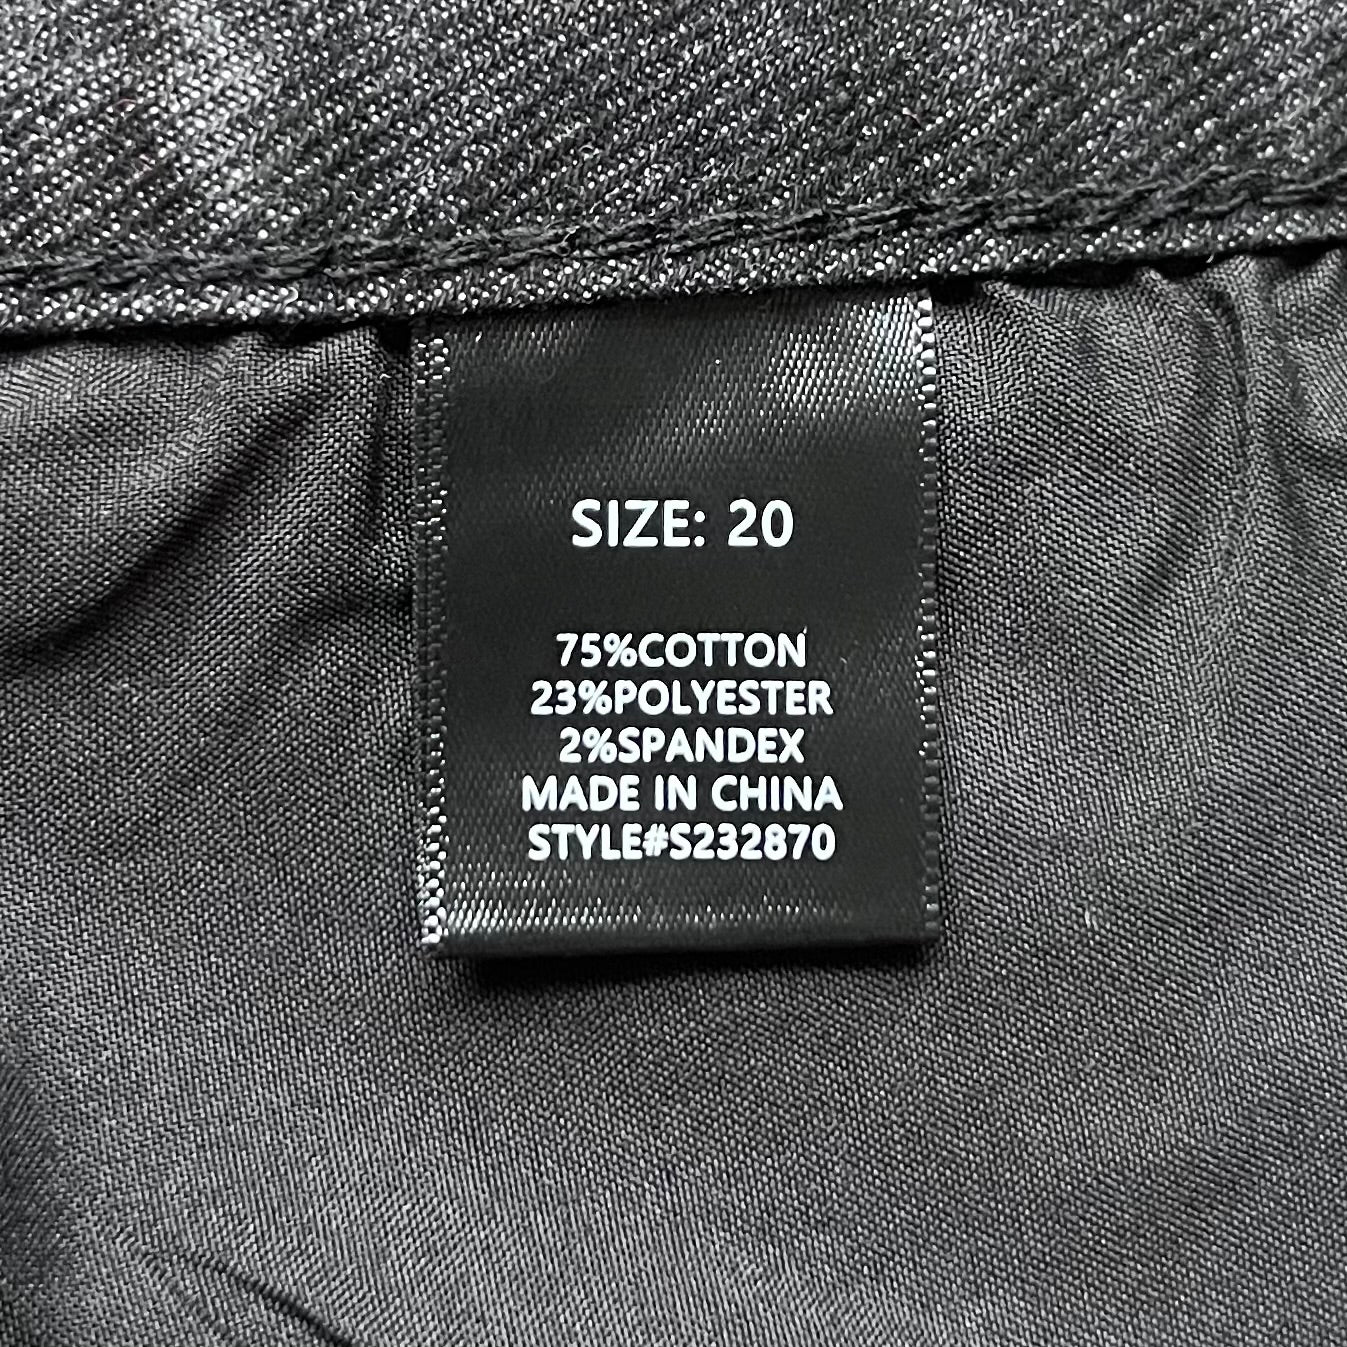 SIZE: 20
75%COTTON
23%POLYESTER
2%SPANDEX
MADE IN CHINA
STYLE#S232870